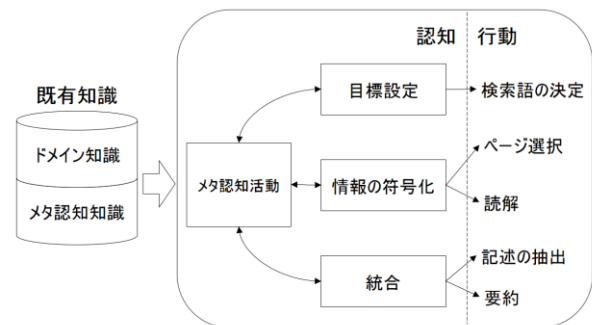 認知
行動
既有知識
ドメイン知識
メタ認知知識
メタ認知活動
目標設定
検索語の決定
情報の符号化
ページ選択
読解
統合
記述の抽出
要約